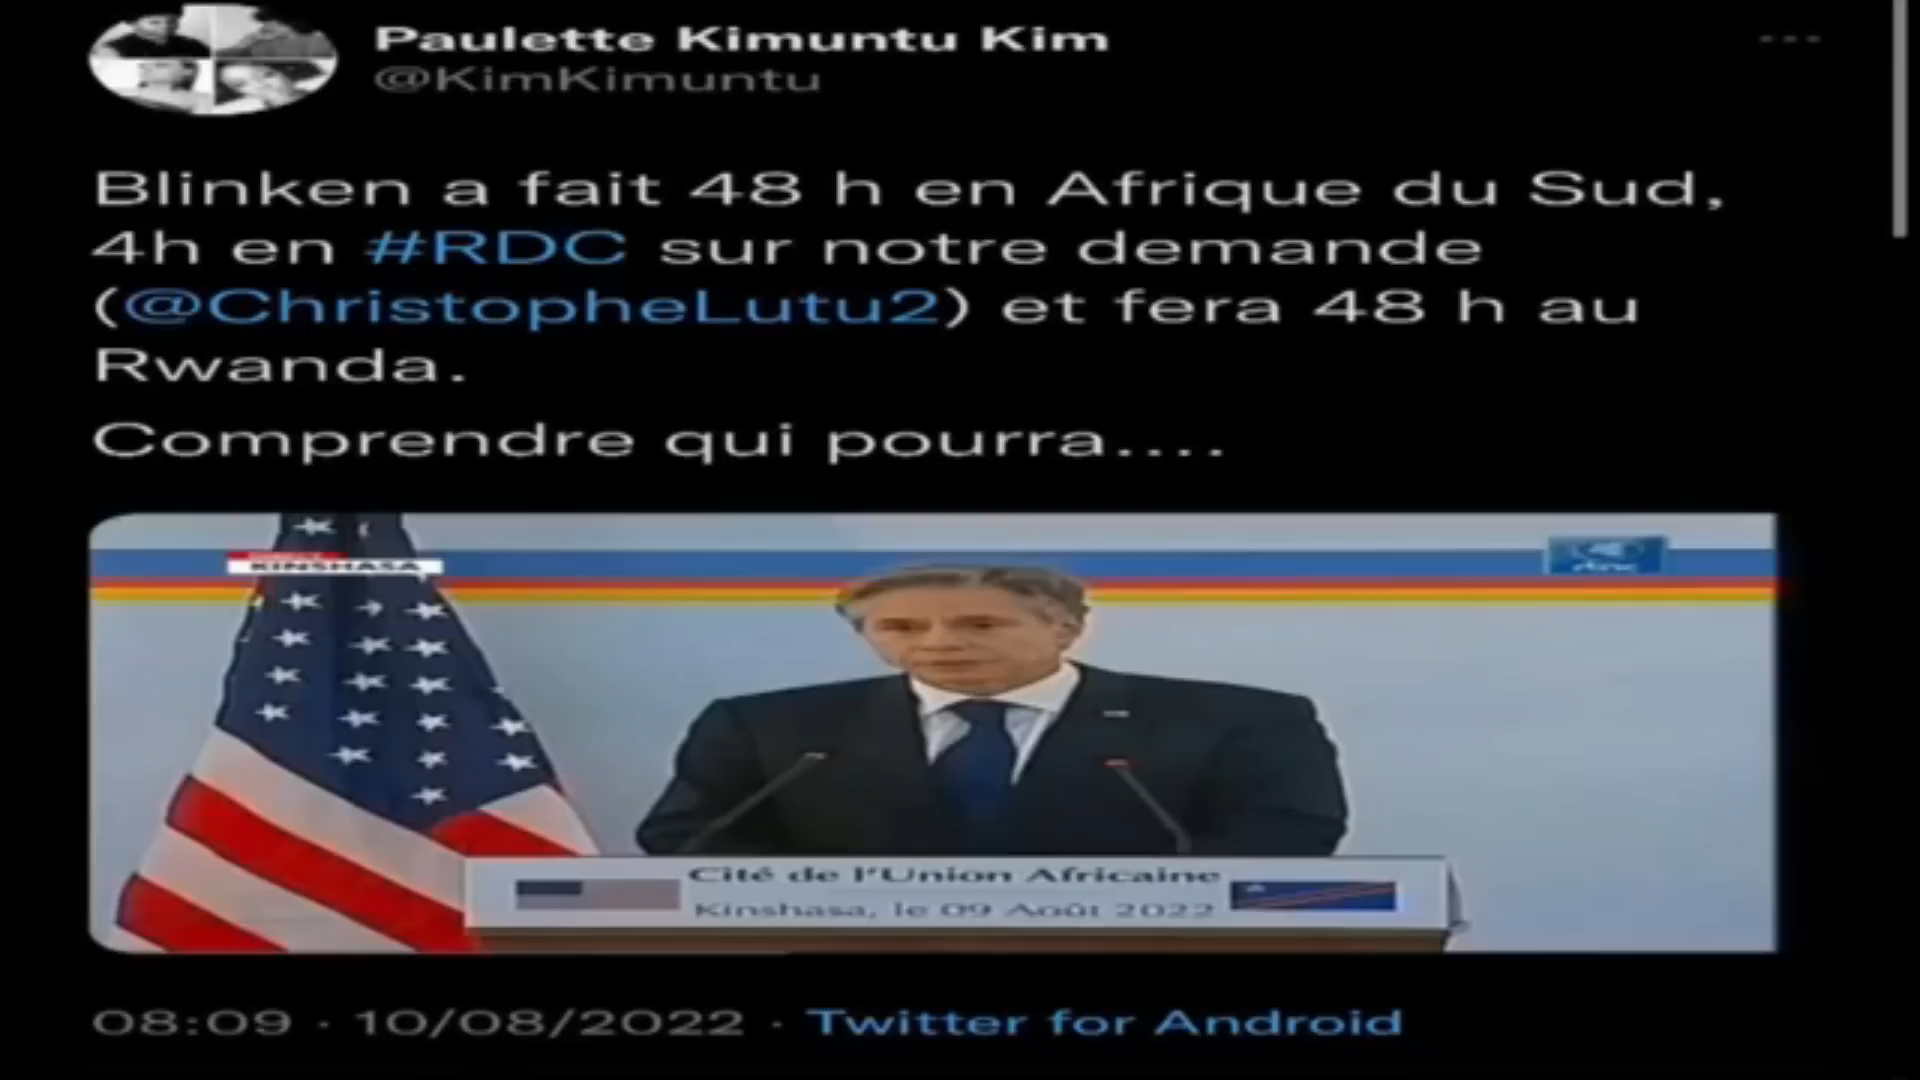 Paulette Kimuntu Kim
@KimKimuntu
Blinken a fait 48 h en Afrique du Sud,
4h en #RDC sur notre demande
(@ChristopheLutu2) et fera 48 h au
Rwanda.
Comprendre qui pourra....
KINSHASA
Cité de l'Union Africaine
Kinshasa, le 09 Août 2022
08:09 · 10/08/2022 · Twitter for Android